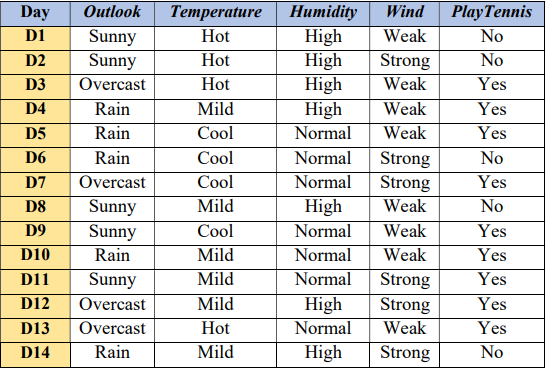 Day Outlook Temperature Humidity Wind PlayTennis
D1 Sunny Hot High Weak No
D2 Sunny Hot High Strong No
D3 Overcast Hot High Weak Yes
D4 Rain Mild High Weak Yes
D5 Rain Cool Normal Weak Yes
D6 Rain Cool Normal Strong No
D7 Overcast Cool Normal Strong Yes
D8 Sunny Mild High Weak No
D9 Sunny Cool Normal Weak Yes
D10 Rain Mild Normal Weak Yes
D11 Sunny Mild Normal Strong Yes
D12 Overcast Mild High Strong Yes
D13 Overcast Hot Normal Weak Yes
D14 Rain Mild High Strong No